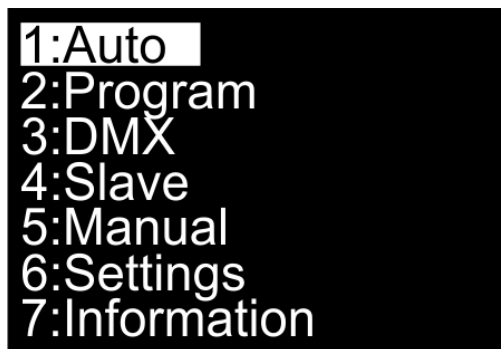 1:Auto
2:Program
3:DMX
4:Slave
5:Manual
6:Settings
7:Information